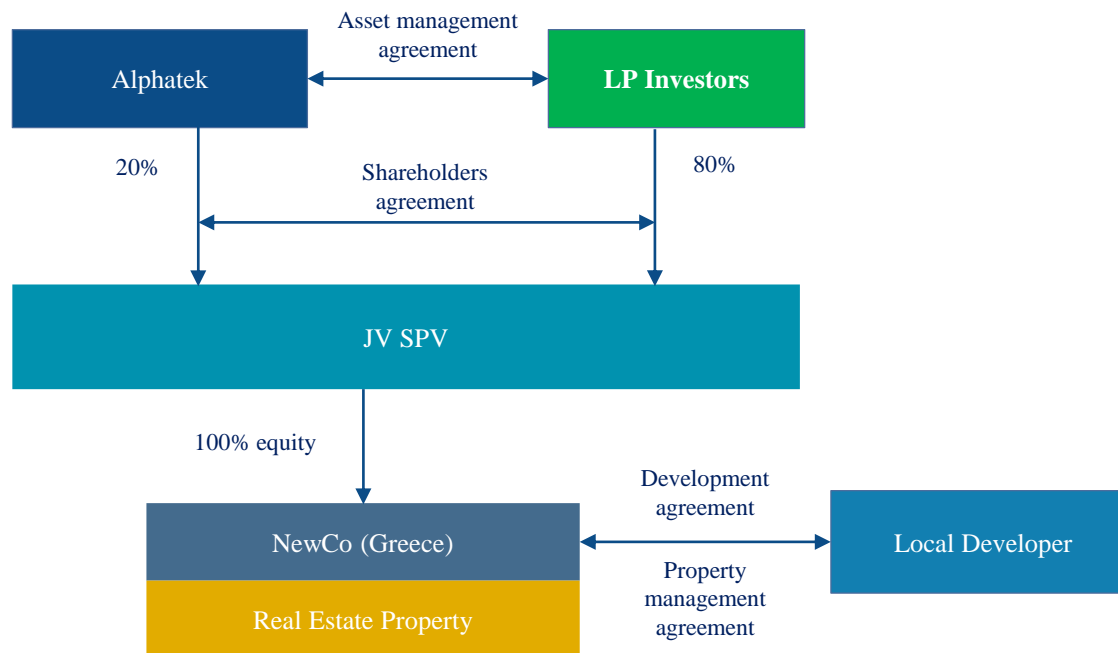 Asset management
agreement
Alphatek
LP Investors
20%
80%
Shareholders
agreement
JV SPV
100% equity
Development
agreement
NewCo (Greece)
Local Developer
Property
management
agreement
Real Estate Property